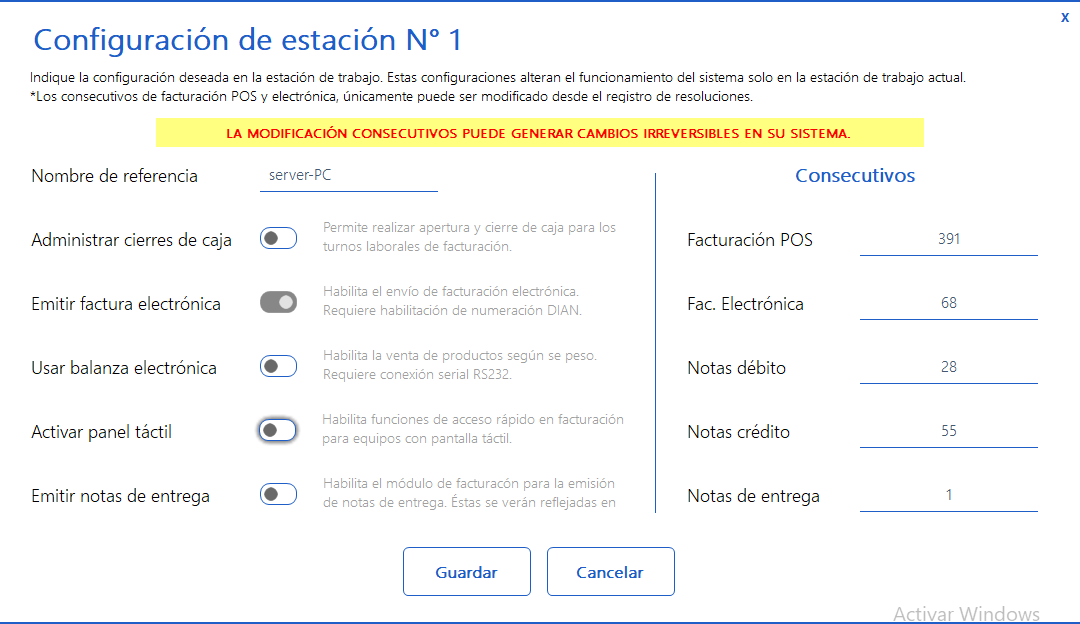 x
Configuración de estación N° 1
Indique la configuración deseada en la estación de trabajo. Estas configuraciones alteran el funcionamiento del sistema solo en la estación de trabajo actual.
*Los consecutivos de facturación POS y electrónica, únicamente puede ser modificado desde el registro de resoluciones.
LA MODIFICACIÓN CONSECUTIVOS PUEDE GENERAR CAMBIOS IRREVERSIBLES EN SU SISTEMA.
Nombre de referencia
server-PC
Administrar cierres de caja
Permite realizar apertura y cierre de caja para los
turnos laborales de facturación.
Emitir factura electrónica
Habilita el envío de facturación electrónica.
Requiere habilitación de numeración DIAN.
Usar balanza electrónica
Habilita la venta de productos según se peso.
Requiere conexión serial RS232.
Activar panel táctil
Habilita funciones de acceso rápido en facturación
para equipos con pantalla táctil.
Emitir notas de entrega
Habilita el módulo de facturacón para la emisión
de notas de entrega. Éstas se verán reflejadas en
Consecutivos
Facturación POS 391
Fac. Electrónica 68
Notas débito 28
Notas crédito 55
Notas de entrega 1
Guardar
Cancelar
Activar Windows